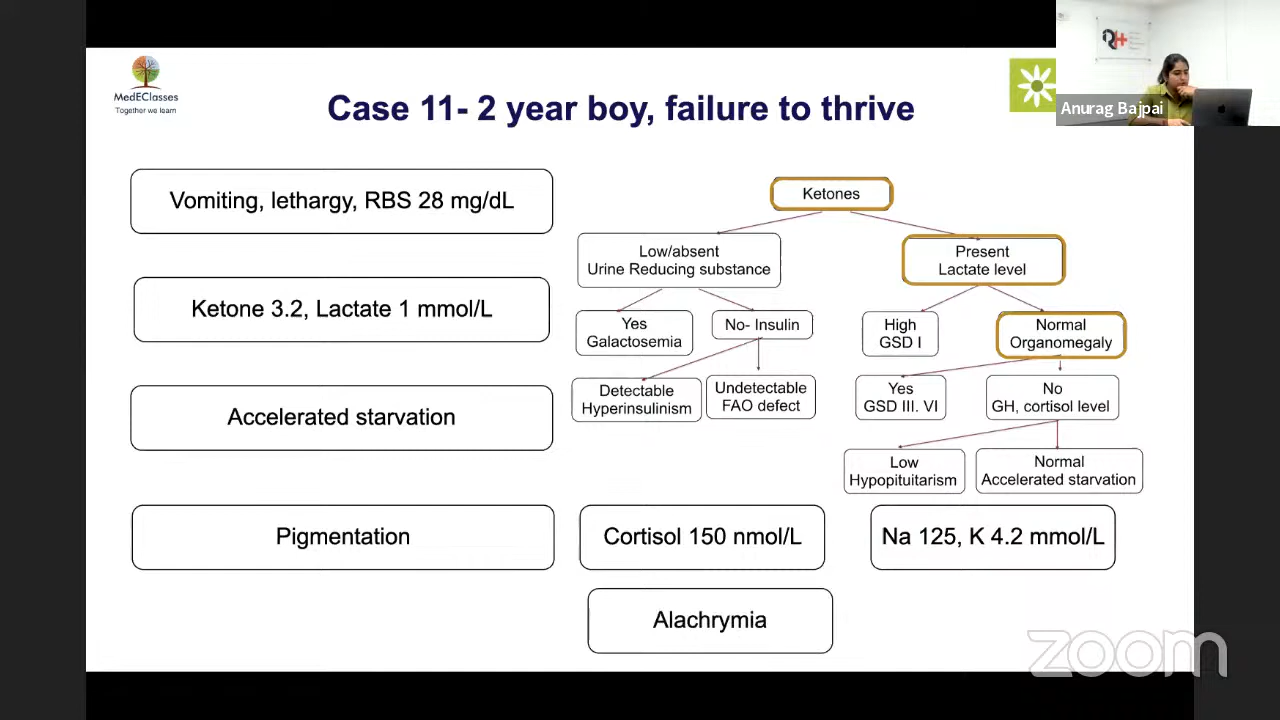 MedEClasses
Together we learn
Case 11- 2 year boy, failure to thrive
Anurag Bajpai
Vomiting, lethargy, RBS 28 mg/dL
Ketone 3.2, Lactate 1 mmol/L
Accelerated starvation
Pigmentation
Ketones
Low/absent
Urine Reducing substance
Present
Lactate level
Yes
Galactosemia
No- Insulin
High
GSD I
Normal
Organomegaly
Detectable
Hyperinsulinism
Undetectable
FAO defect
Yes
GSD III. VI
No
GH, cortisol level
Low
Hypopituitarism
Normal
Accelerated starvation
Cortisol 150 nmol/L
Na 125, K 4.2 mmol/L
Alachrymia
zoom